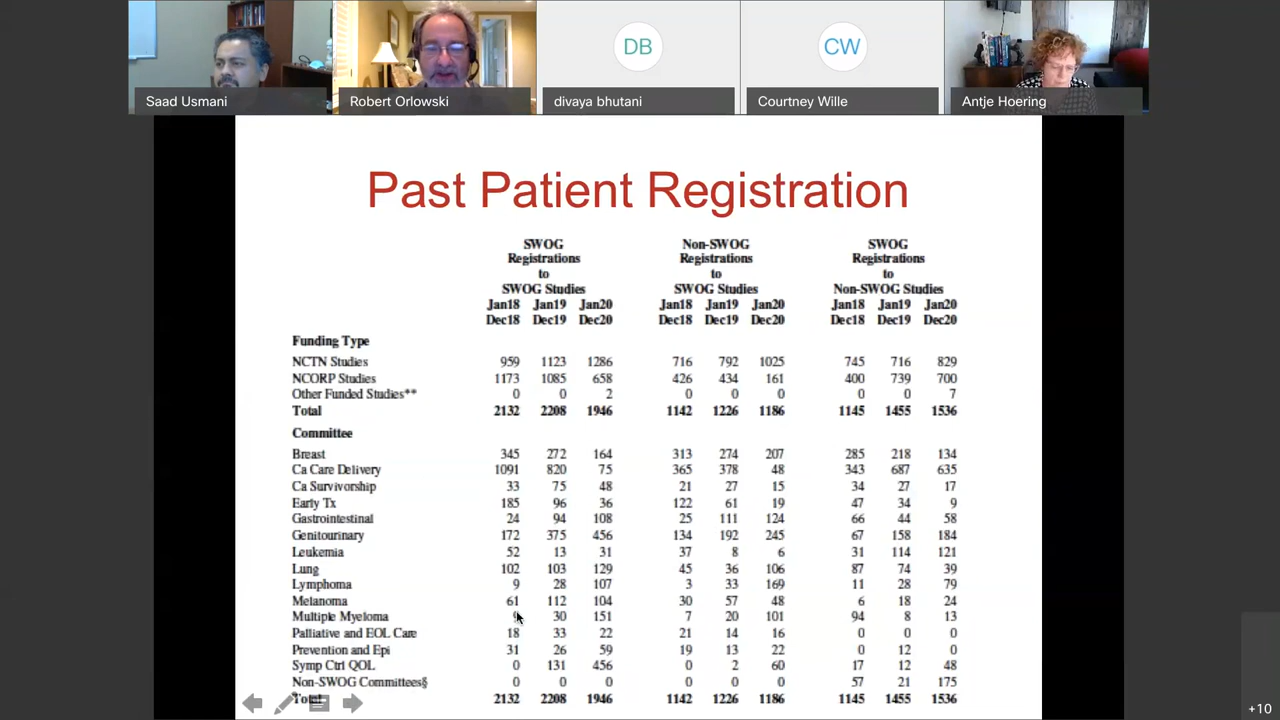 DB
CW
Saad Usmani
Robert Orlowski
divaya bhutani
Courtney Wille
Antje Hoering
Past Patient Registration
SWOG Non-SWOG SWOG
Registrations Registrations Registrations
to to to
SWOG Studies SWOG Studies Non-SWOG Studies
Jan18 Jan19 Jan20 Jan18 Jan19 Jan20 Jan18 Jan19 Jan20
Dec18 Dec19 Dec20 Dec18 Dec19 Dec20 Dec18 Dec19 Dec20
Funding Type
NCTN Studies 959 1123 1286 716 792 1025 745 716 829
NCORP Studies 1173 1085 658 426 434 161 400 739 700
Other Funded Studies** 0 0 2 0 0 0 0 0 7
Total 2132 2208 1946 1142 1226 1186 1145 1455 1536
Committee
Breast 345 272 164 313 274 207 285 218 134
Ca Care Delivery 1091 820 75 365 378 48 343 687 635
Ca Survivorship 33 75 48 21 27 15 34 27 17
Early Tx 185 96 36 122 61 19 47 34 9
Gastrointestinal 24 94 108 25 111 124 66 44 58
Genitourinary 172 375 456 134 192 245 67 158 184
Leukemia 52 13 31 37 8 6 31 114 121
Lung 102 103 129 45 36 106 87 74 39
Lymphoma 9 28 107 3 33 169 11 28 79
Melanoma 61 112 104 30 57 48 6 18 24
Multiple Myeloma 30 151 7 20 101 94 8 13
Palliative and EOL Care 18 33 22 21 14 16 0 0 0
Prevention and Epi 31 26 59 19 13 22 0 12 0
Symp Ctrl QOL 0 131 456 0 2 60 17 12 48
Non-SWOG Committees§ 0 0 0 0 0 0 57 21 175
Total 2132 2208 1946 1142 1226 1186 1145 1455 1536
+10